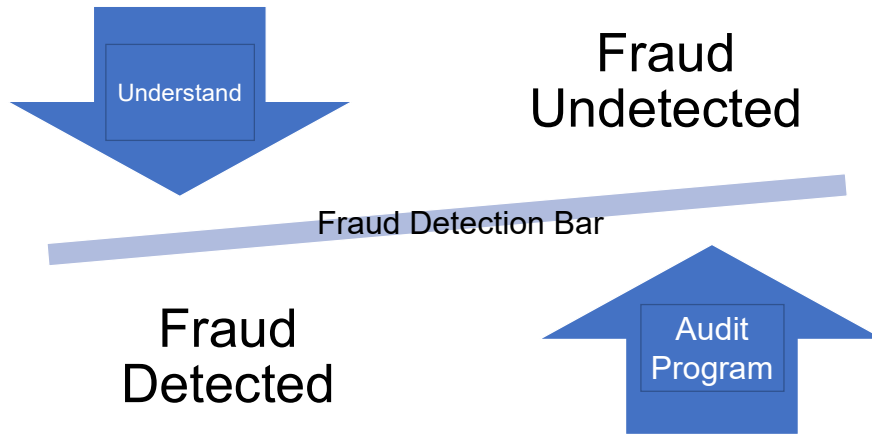 Understand
Fraud
Undetected
Fraud Detection Bar
Fraud
Detected
Audit
Program